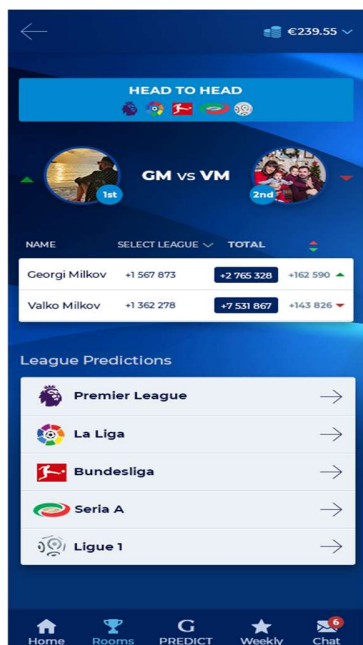 €239.55
HEAD TO HEAD
GM vs VM
1st
2nd
NAME SELECT LEAGUE TOTAL
Georgi Milkov +1 567 873 +2 765 328 +162 590
Valko Milkov +1 362 278 +7 531 867 +143 826
League Predictions
Premier League
La Liga
Bundesliga
Seria A
Ligue 1
6
Home Rooms PREDICT Weekly Chat